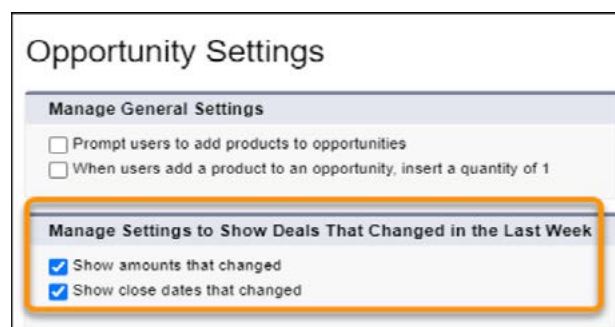 Opportunity Settings
Manage General Settings
Prompt users to add products to opportunities
When users add a product to an opportunity, insert a quantity of 1
Manage Settings to Show Deals That Changed in the Last Week
Show amounts that changed
Show close dates that changed